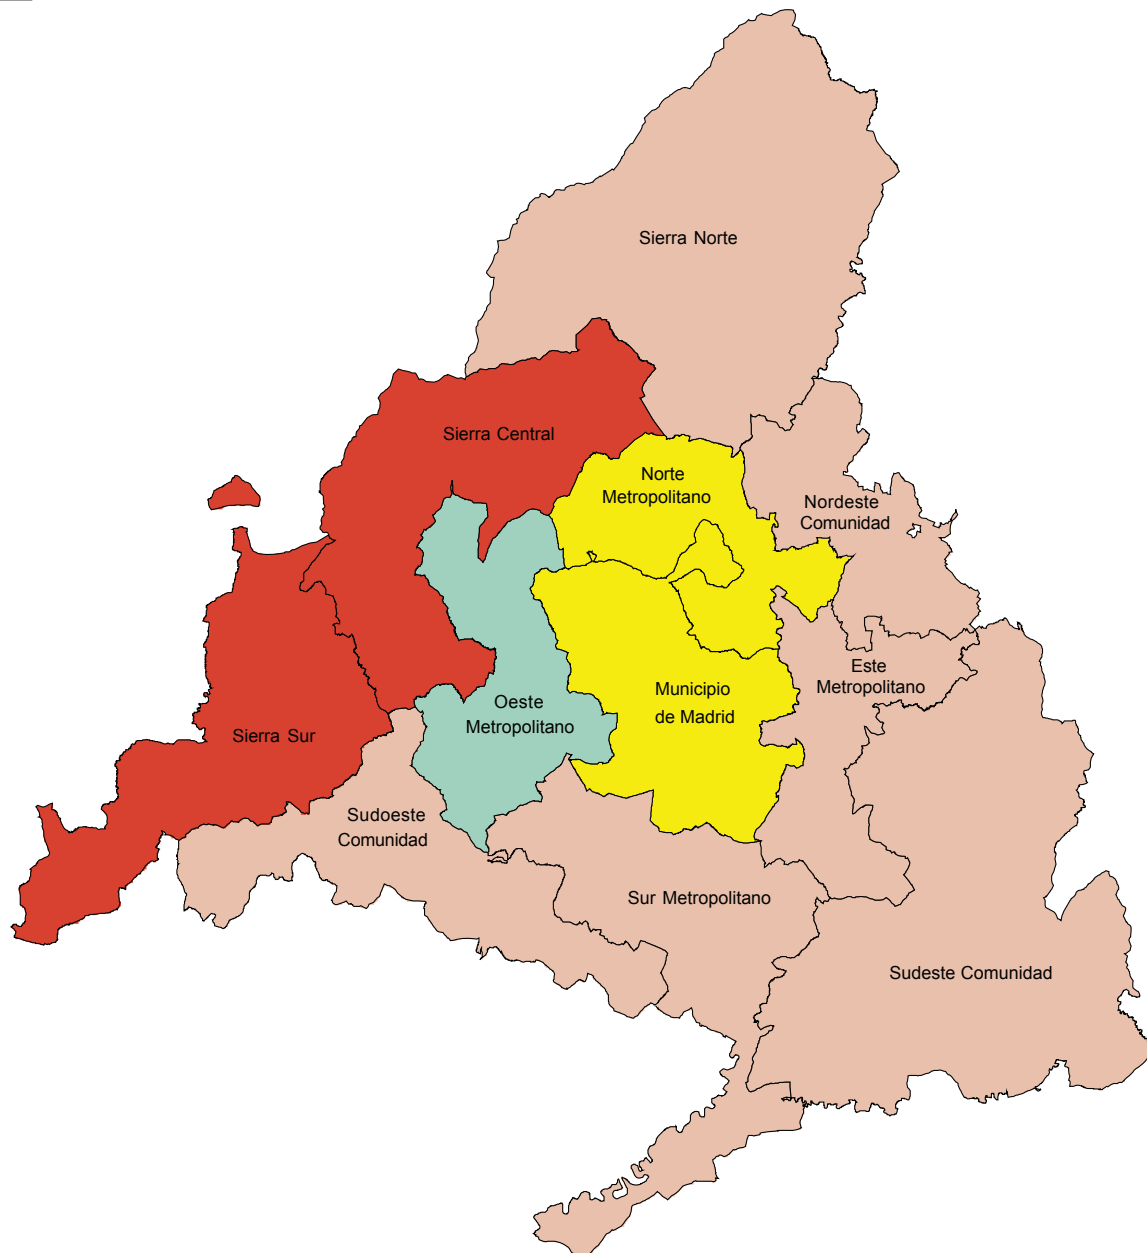 Sierra Norte
Sierra Central
Norte
Metropolitano
Nordeste
Comunidad
Este
Metropolitano
Municipio
de Madrid
Oeste
Metropolitano
Sierra Sur
Sudoeste
Comunidad
Sur Metropolitano
Sudeste Comunidad